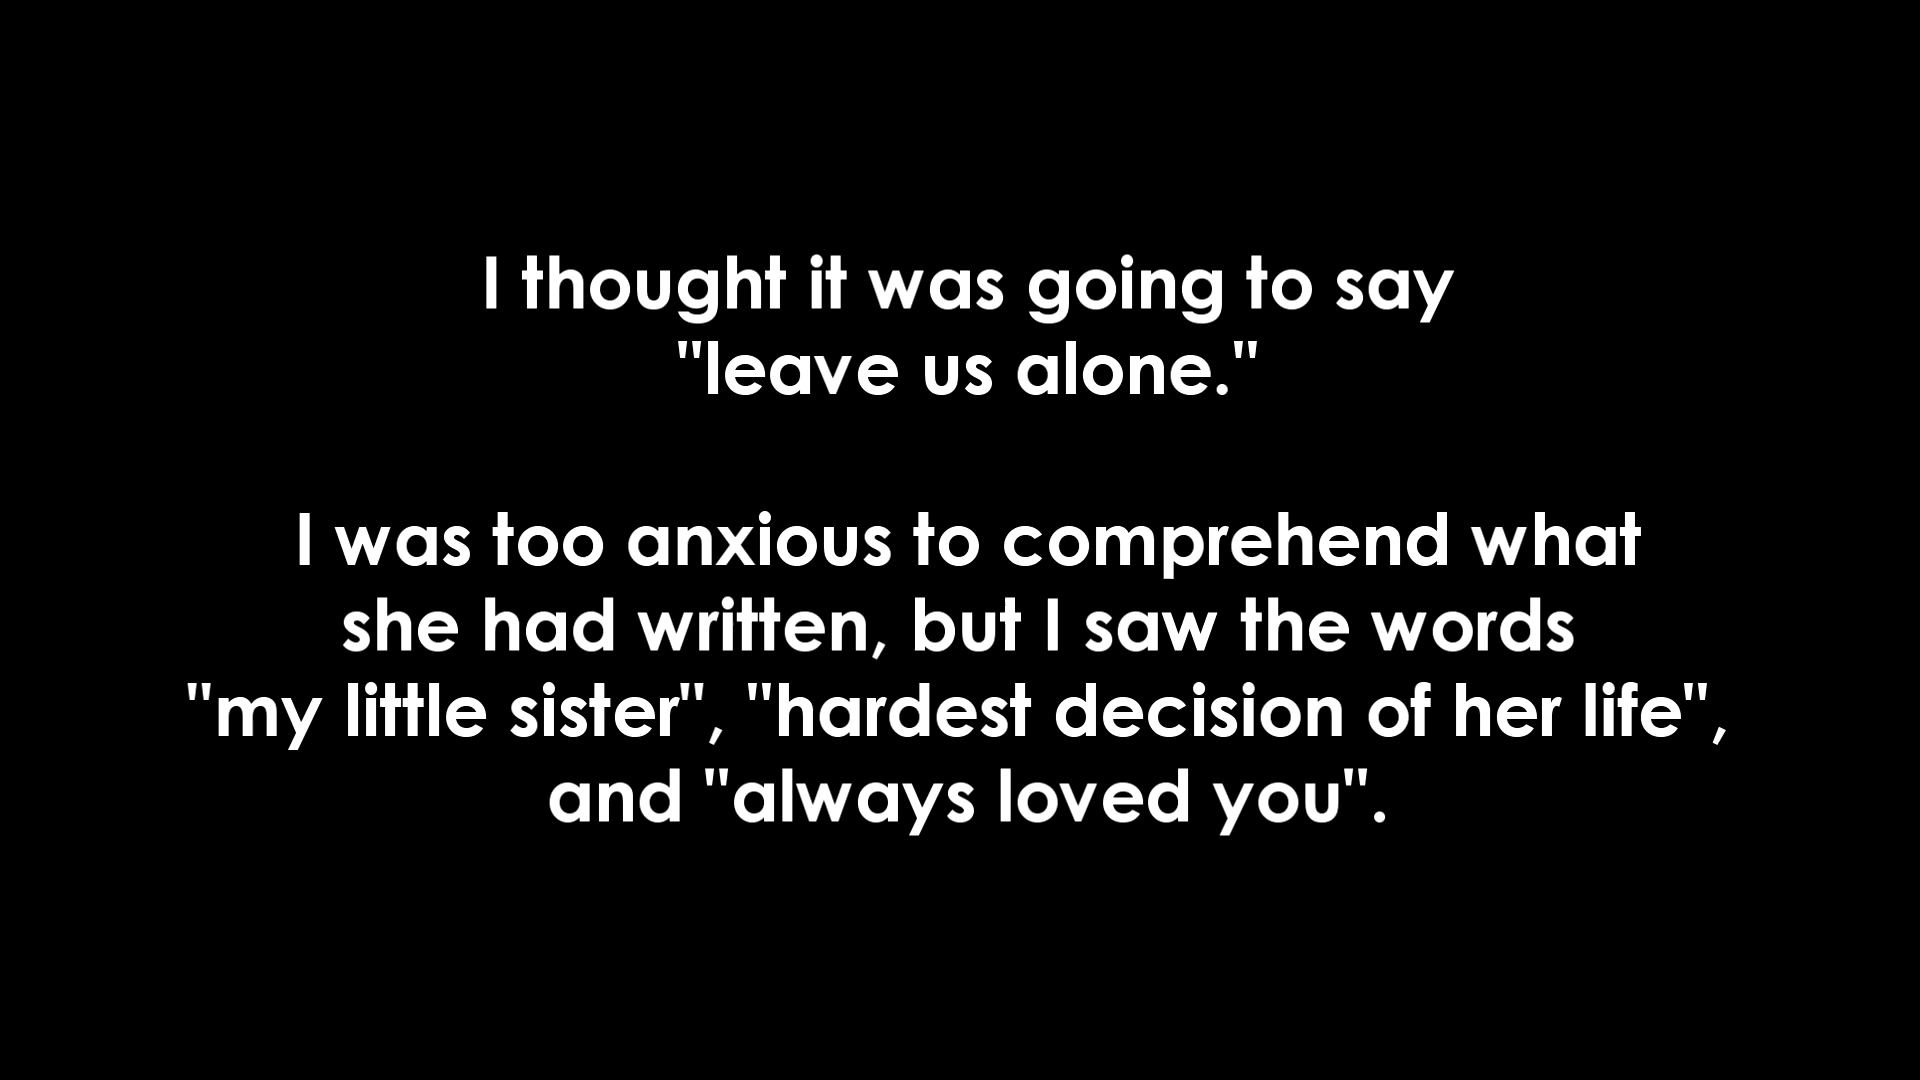 I thought it was going to say
"leave us alone."
I was too anxious to comprehend what
she had written, but I saw the words
"my little sister", "hardest decision of her life",
and "always loved you".